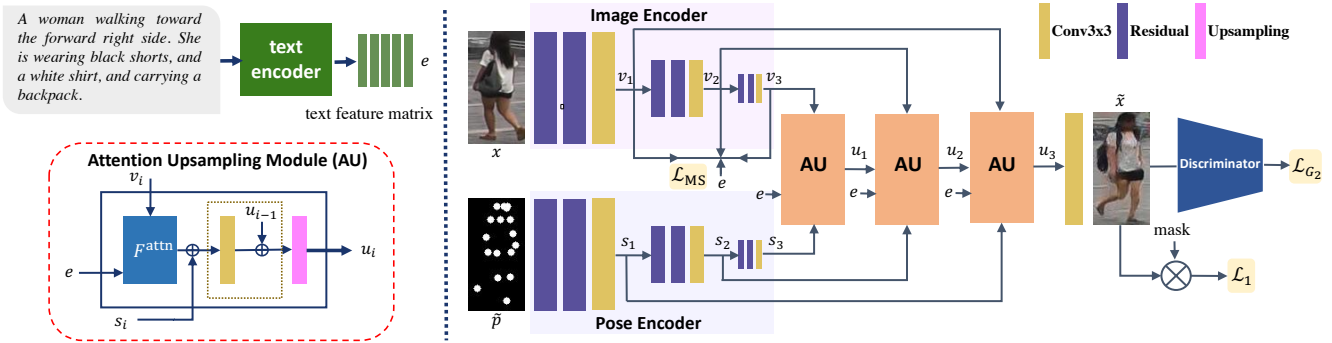 A woman walking toward
the forward right side. She
is wearing black shorts, and
a white shirt, and carrying a
backpack.
text
encoder
e
text feature matrix
Attention Upsampling Module (AU)
v_i
F^attn
u_{i−1}
u_i
e
s_i
Image Encoder
Conv3x3
Residual
Upsampling
v_1
v_2
v_3
x
ℒ_MS
e
AU
u_1
AU
u_2
AU
u_3
e
e
e
x̃
Discriminator
ℒ_{G_2}
s_1
s_2
s_3
p̃
Pose Encoder
mask
ℒ_1